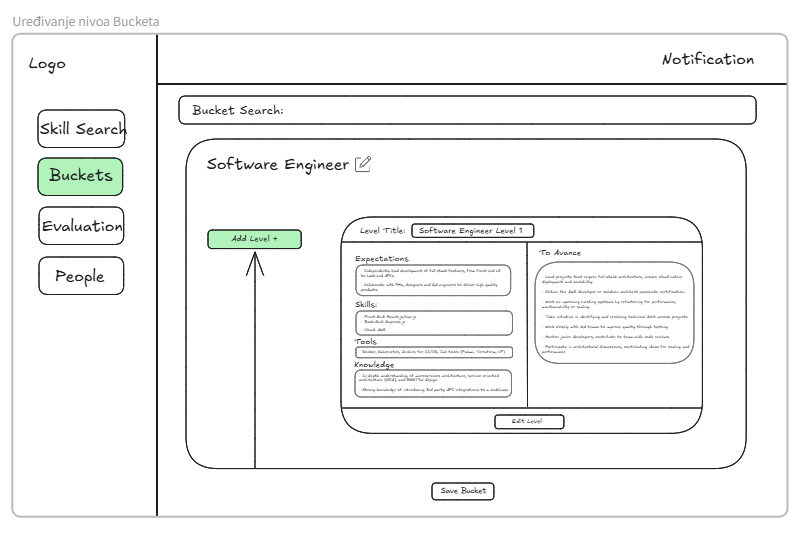 Uređivanje nivoa Bucketa
Logo
Notification
Skill Search
Buckets
Evaluation
People
Bucket Search:
Software Engineer
Add Level +
Level Title: Software Engineer Level 1
Expectations
- Independently lead development of full-stack features, from front-end UI
to back-end APIs.
- Collaborate with PMs, designers and QA engineers to deliver high quality
products.
Skills:
- Front-End: React.js/Vue.js
- Back-End: Express.js
- Cloud: AWS
Tools
- Docker, Kubernetes, Jenkins for CI/CD, IaC tools (Pulumi, Terraform, CF).
Knowledge
- In-depth understanding of microservices architecture, service oriented
architecture (SOA), and RESTful design.
- Strong knowledge of introducing 3rd party API integrations to a codebase.
To Avance
- Lead projects that require full-stack architecture, ensure cloud-native
deployment and scalability.
- Obtain the AWS developer or solution architect associate certification.
- Work on improving existing systems by refactoring for performance,
maintainability or scaling.
- Take initiative in identifying and resolving technical debt across projects.
- Work closely with QA teams to improve quality through testing.
- Mentor junior developers, contribute to team-wide code reviews.
- Participate in architectural discussions, contributing ideas for scaling and
performance
Edit Level
Save Bucket